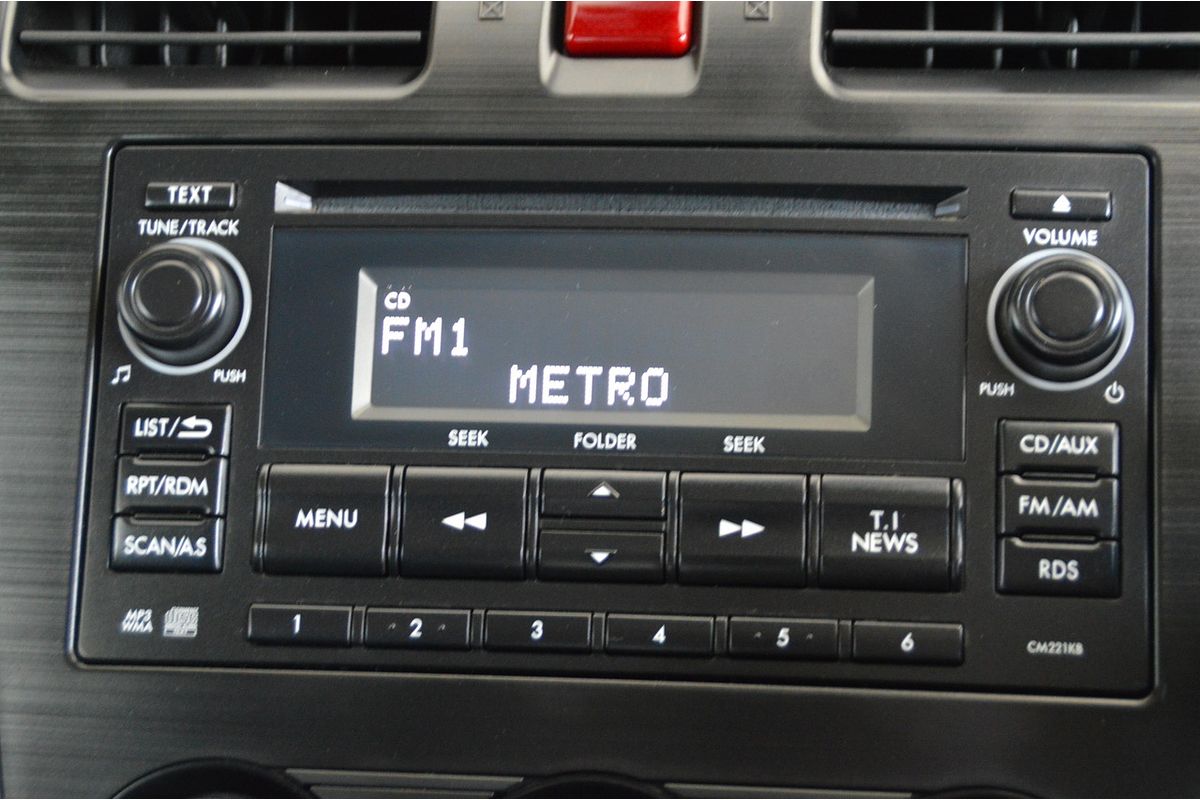 TEXT
TUNE/TRACK
VOLUME
CD
FM1
METRO
PUSH
PUSH
SEEK
FOLDER
SEEK
LIST/
RPT/RDM
SCAN/A.S
MENU
T.I
NEWS
CD/AUX
FM/AM
RDS
MP3
WMA
1
2
3
4
5
6
CM221KB